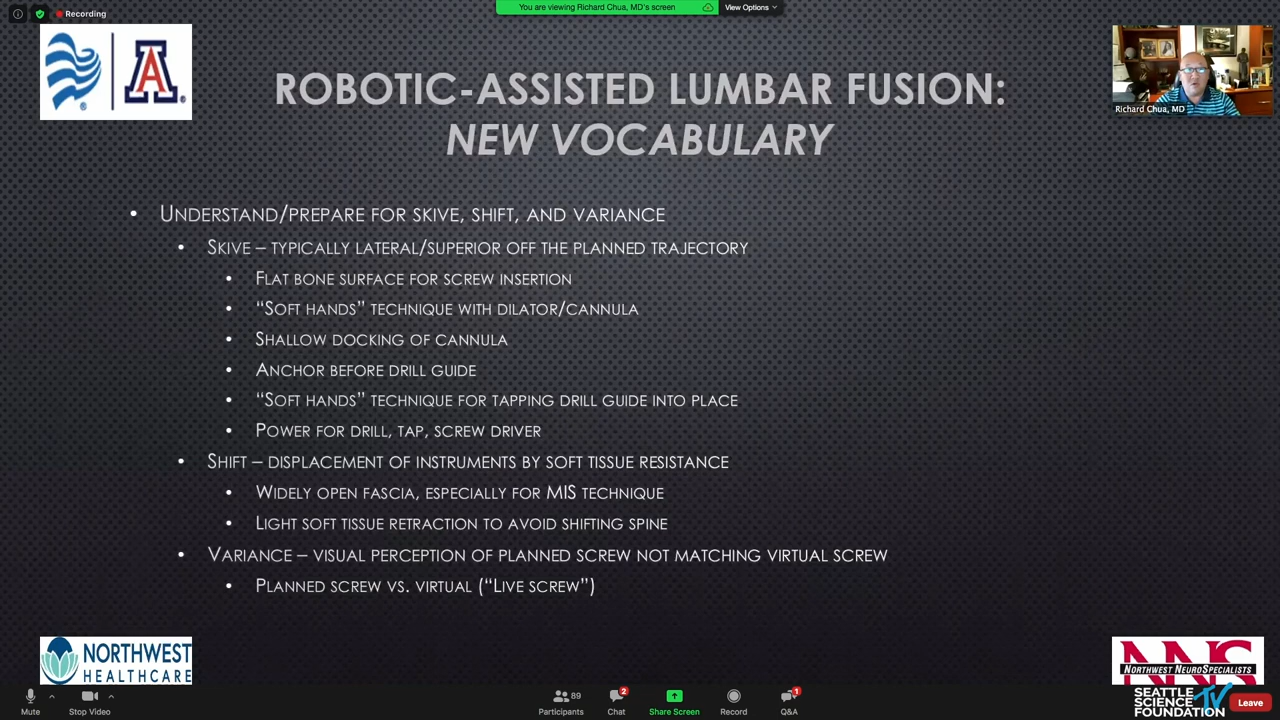 Recording
You are viewing Richard Chua, MD's screen
View Options
A
ROBOTIC-ASSISTED LUMBAR FUSION:
NEW VOCABULARY
Richard Chua, MD
• UNDERSTAND/PREPARE FOR SKIVE, SHIFT, AND VARIANCE
• SKIVE – TYPICALLY LATERAL/SUPERIOR OFF THE PLANNED TRAJECTORY
• FLAT BONE SURFACE FOR SCREW INSERTION
• “SOFT HANDS” TECHNIQUE WITH DILATOR/CANNULA
• SHALLOW DOCKING OF CANNULA
• ANCHOR BEFORE DRILL GUIDE
• “SOFT HANDS” TECHNIQUE FOR TAPPING DRILL GUIDE INTO PLACE
• POWER FOR DRILL, TAP, SCREW DRIVER
• SHIFT – DISPLACEMENT OF INSTRUMENTS BY SOFT TISSUE RESISTANCE
• WIDELY OPEN FASCIA, ESPECIALLY FOR MIS TECHNIQUE
• LIGHT SOFT TISSUE RETRACTION TO AVOID SHIFTING SPINE
• VARIANCE – VISUAL PERCEPTION OF PLANNED SCREW NOT MATCHING VIRTUAL SCREW
• PLANNED SCREW VS. VIRTUAL (“LIVE SCREW”)
NORTHWEST
HEALTHCARE
NNS
NORTHWEST NEUROSPECIALISTS
SEATTLE
SCIENCE
FOUNDATION
TV
Mute
Stop Video
89
Participants
2
Chat
Share Screen
Record
1
Q&A
Leave